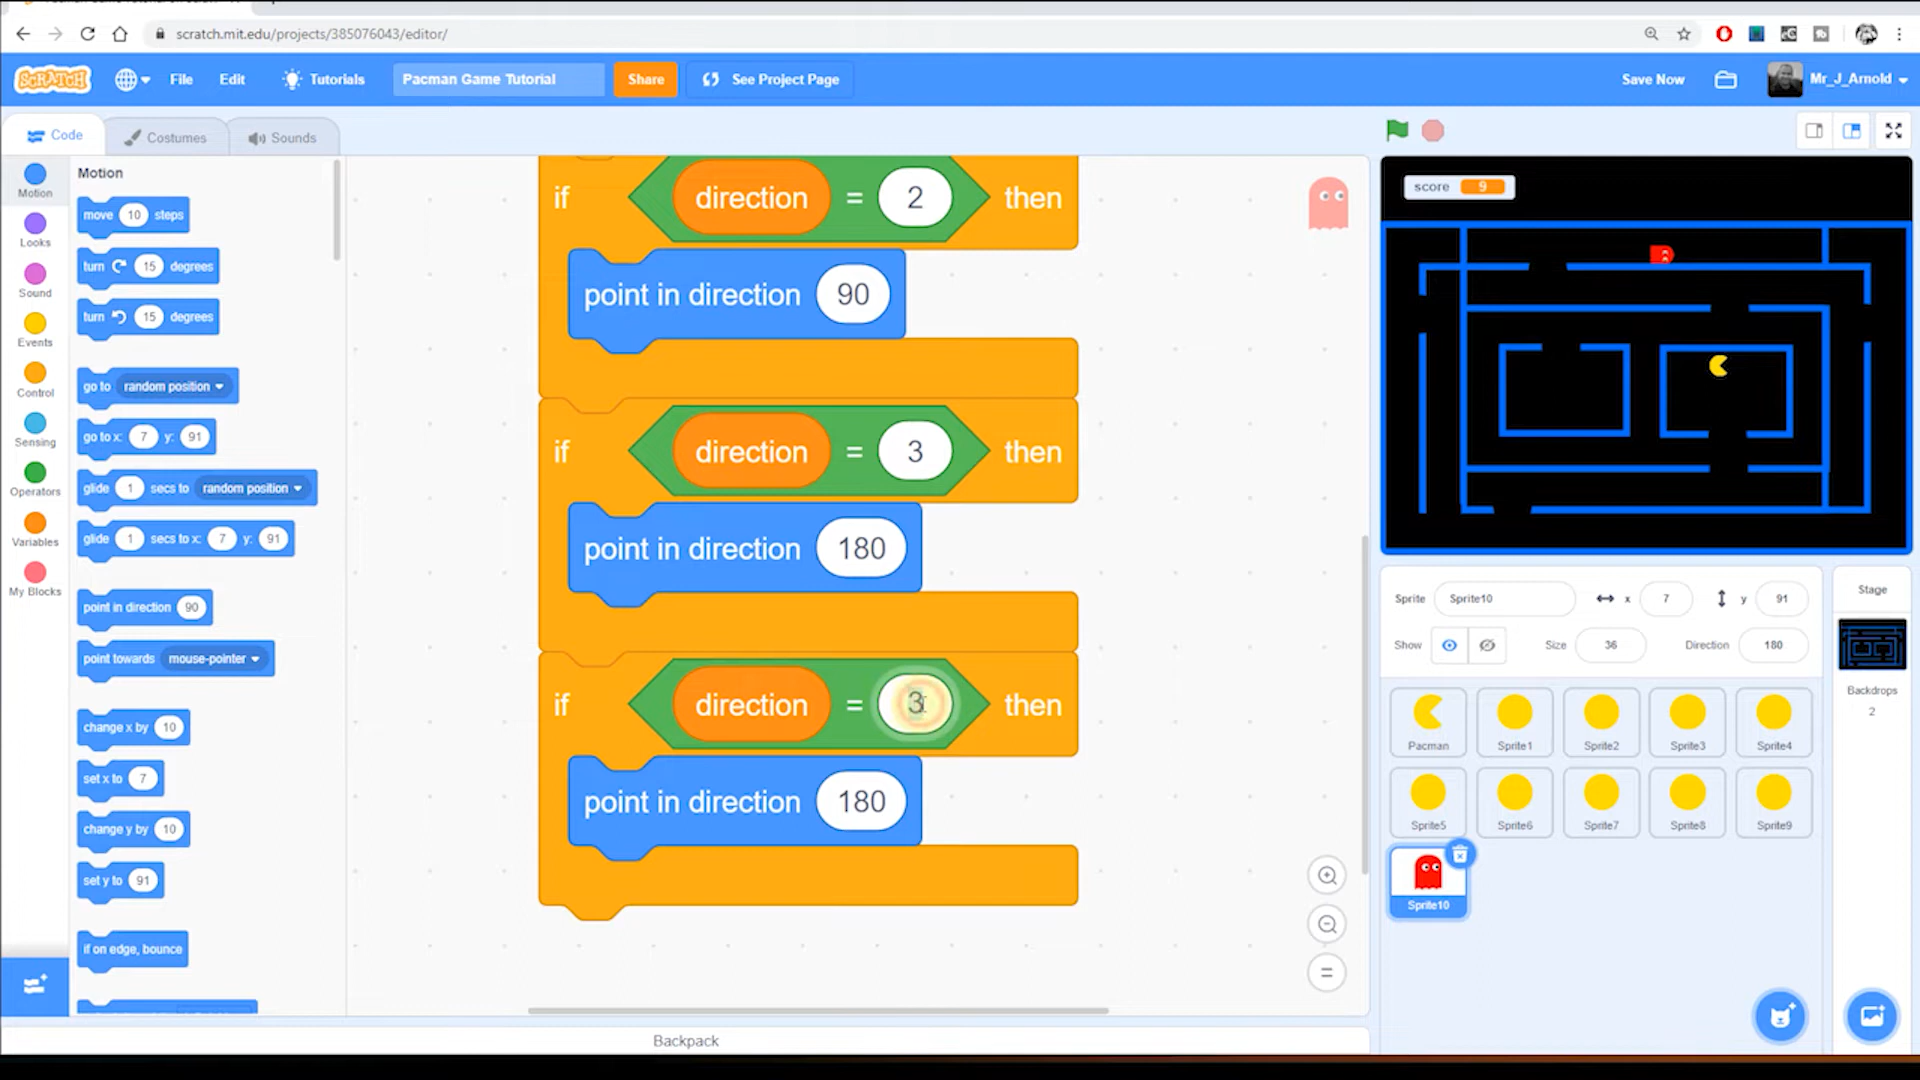 scratch.mit.edu/projects/385076043/editor/
SCRATCH
File
Edit
Tutorials
Pacman Game Tutorial
Share
See Project Page
Save Now
Mr_J_Arnold
Code
Costumes
Sounds
Motion
Looks
Sound
Events
Control
Sensing
Operators
Variables
My Blocks
Motion
move 10 steps
turn 15 degrees
turn 15 degrees
go to random position
go to x: 7 y: 91
glide 1 secs to random position
glide 1 secs to x: 7 y: 91
point in direction 90
point towards mouse-pointer
change x by 10
set x to 7
change y by 10
set y to 91
if on edge, bounce
if direction = 2 then
point in direction 90
if direction = 3 then
point in direction 180
if direction = 3 then
point in direction 180
Backpack
score 9
Sprite Sprite10 x 7 y 91
Show Size 36 Direction 180
Pacman
Sprite1
Sprite2
Sprite3
Sprite4
Sprite5
Sprite6
Sprite7
Sprite8
Sprite9
Sprite10
Stage
Backdrops
2